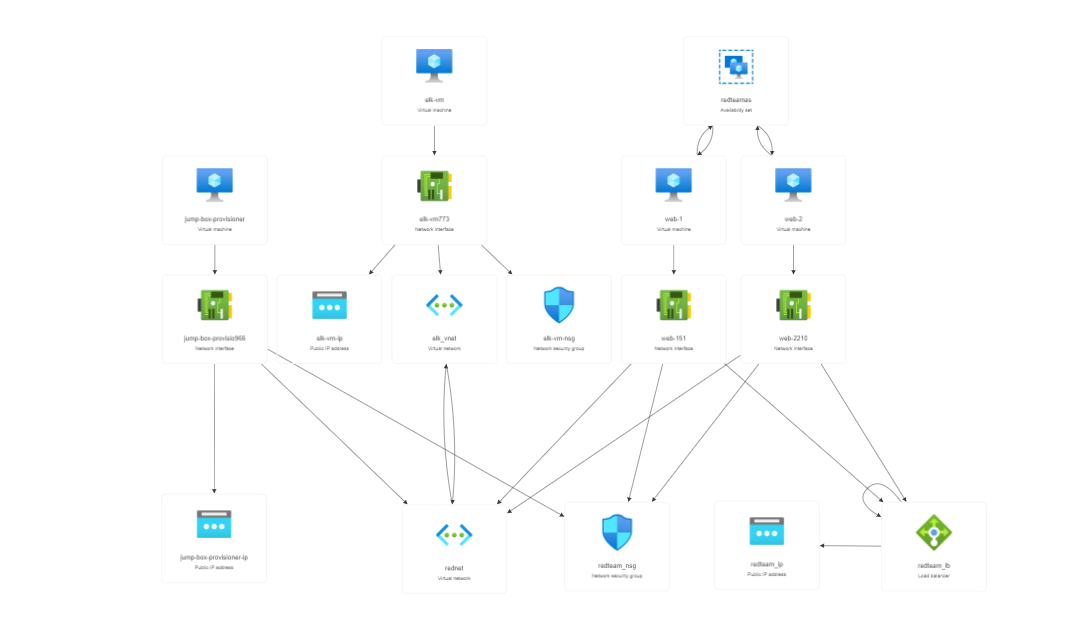 elk-vm
Virtual machine
redteamas
Availability set
jump-box-provisioner
Virtual machine
elk-vm773
Network interface
web-1
Virtual machine
web-2
Virtual machine
jump-box-provisio966
Network interface
elk-vm-ip
Public IP address
elk_vnet
Virtual network
elk-vm-nsg
Network security group
web-151
Network interface
web-2210
Network interface
jump-box-provisioner-ip
Public IP address
rednet
Virtual network
redteam_nsg
Network security group
redteam_ip
Public IP address
redteam_lb
Load balancer